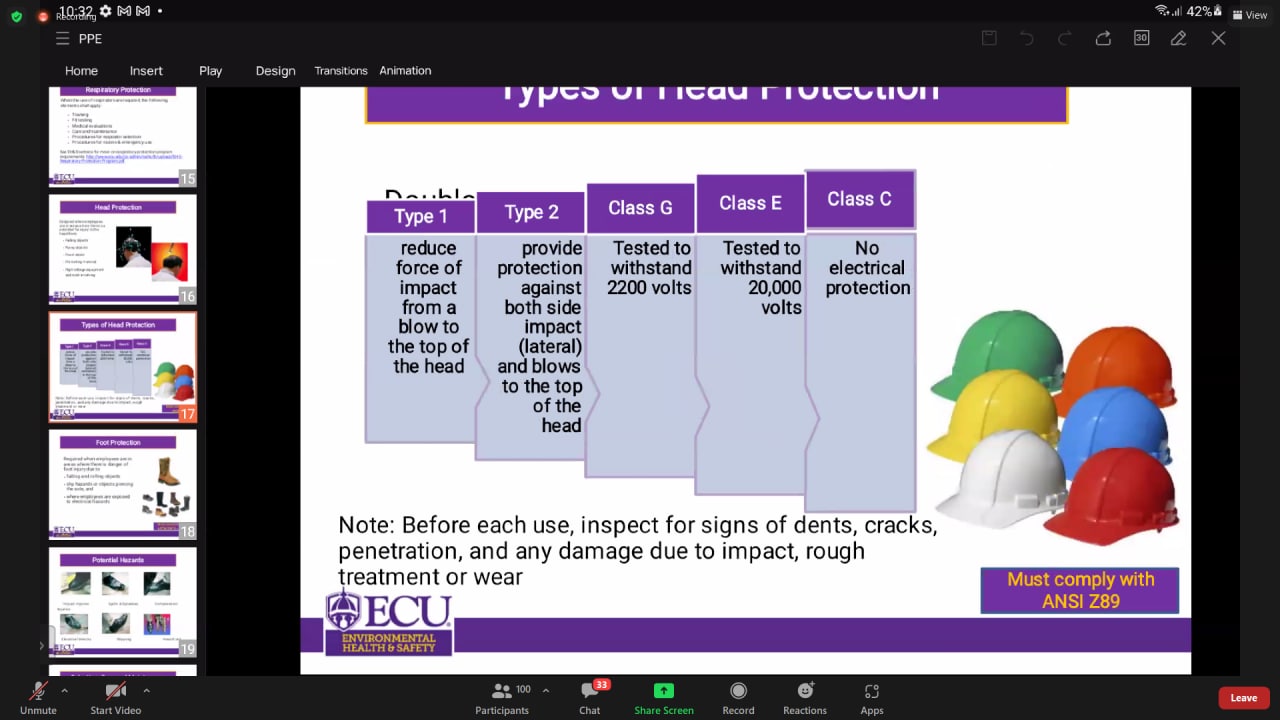 10:32
Recording
42%
View
PPE
30
Home Insert Play Design Transitions Animation
Respiratory Protection
Training
Fit testing
Medical evaluations
15
Head Protection
16
Types of Head Protection
17
Foot Protection
18
Potential Hazards
19
Types of Head Protection
Double
Type 1
reduce
force of
impact
from a
blow to
the top of
the head
Type 2
provide
protection
against
both side
impact
(lateral)
and blows
to the top
of the
head
Class G
Tested to
withstand
2200 volts
Class E
Tested to
withstand
20,000
volts
Class C
No
electrical
protection
Note: Before each use, inspect for signs of dents, cracks,
penetration, and any damage due to impact, rough
treatment or wear
Must comply with
ANSI Z89
ECU
ENVIRONMENTAL
HEALTH & SAFETY
Unmute
Start Video
100
Participants
33
Chat
Share Screen
Record
Reactions
Apps
Leave